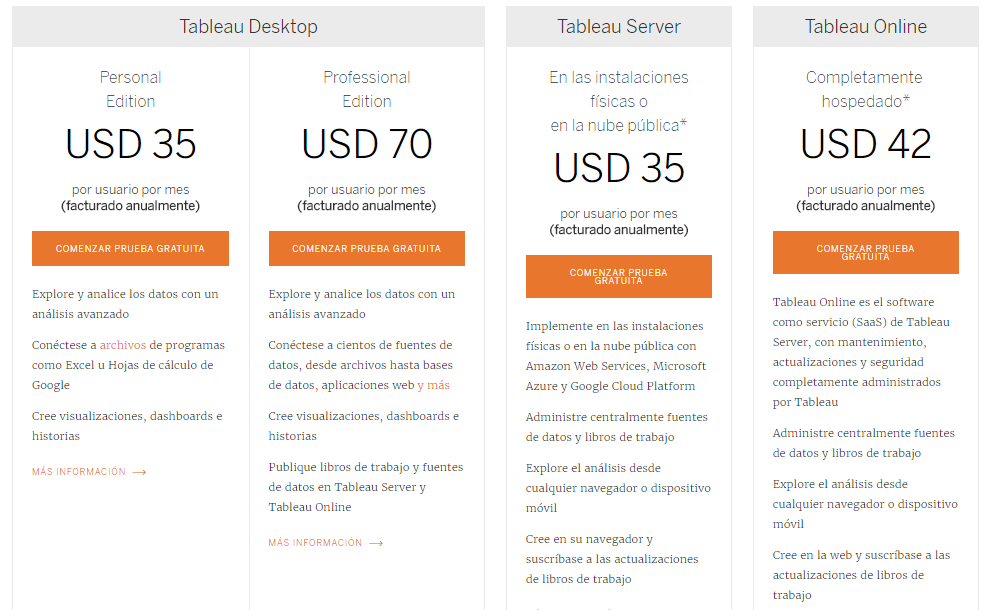 Tableau Desktop
Personal
Edition
USD 35
por usuario por mes
(facturado anualmente)
COMENZAR PRUEBA GRATUITA
Explore y analice los datos con un
análisis avanzado
Conéctese a archivos de programas
como Excel u Hojas de cálculo de
Google
Cree visualizaciones, dashboards e
historias
MÁS INFORMACIÓN
Professional
Edition
USD 70
por usuario por mes
(facturado anualmente)
COMENZAR PRUEBA GRATUITA
Explore y analice los datos con un
análisis avanzado
Conéctese a cientos de fuentes de
datos, desde archivos hasta bases
de datos, aplicaciones web y más
Cree visualizaciones, dashboards e
historias
Publique libros de trabajo y fuentes
de datos en Tableau Server y
Tableau Online
MÁS INFORMACIÓN
Tableau Server
En las instalaciones
físicas o
en la nube pública*
USD 35
por usuario por mes
(facturado anualmente)
COMENZAR PRUEBA
GRATUITA
Implemente en las instalaciones
físicas o en la nube pública con
Amazon Web Services, Microsoft
Azure y Google Cloud Platform
Administre centralmente fuentes
de datos y libros de trabajo
Explore el análisis desde
cualquier navegador o dispositivo
móvil
Cree en su navegador y
suscríbase a las actualizaciones
de libros de trabajo
Tableau Online
Completamente
hospedado*
USD 42
por usuario por mes
(facturado anualmente)
COMENZAR PRUEBA
GRATUITA
Tableau Online es el software
como servicio (SaaS) de Tableau
Server, con mantenimiento,
actualizaciones y seguridad
completamente administrados
por Tableau
Administre centralmente fuentes
de datos y libros de trabajo
Explore el análisis desde
cualquier navegador o dispositivo
móvil
Cree en la web y suscríbase a las
actualizaciones de libros de
trabajo